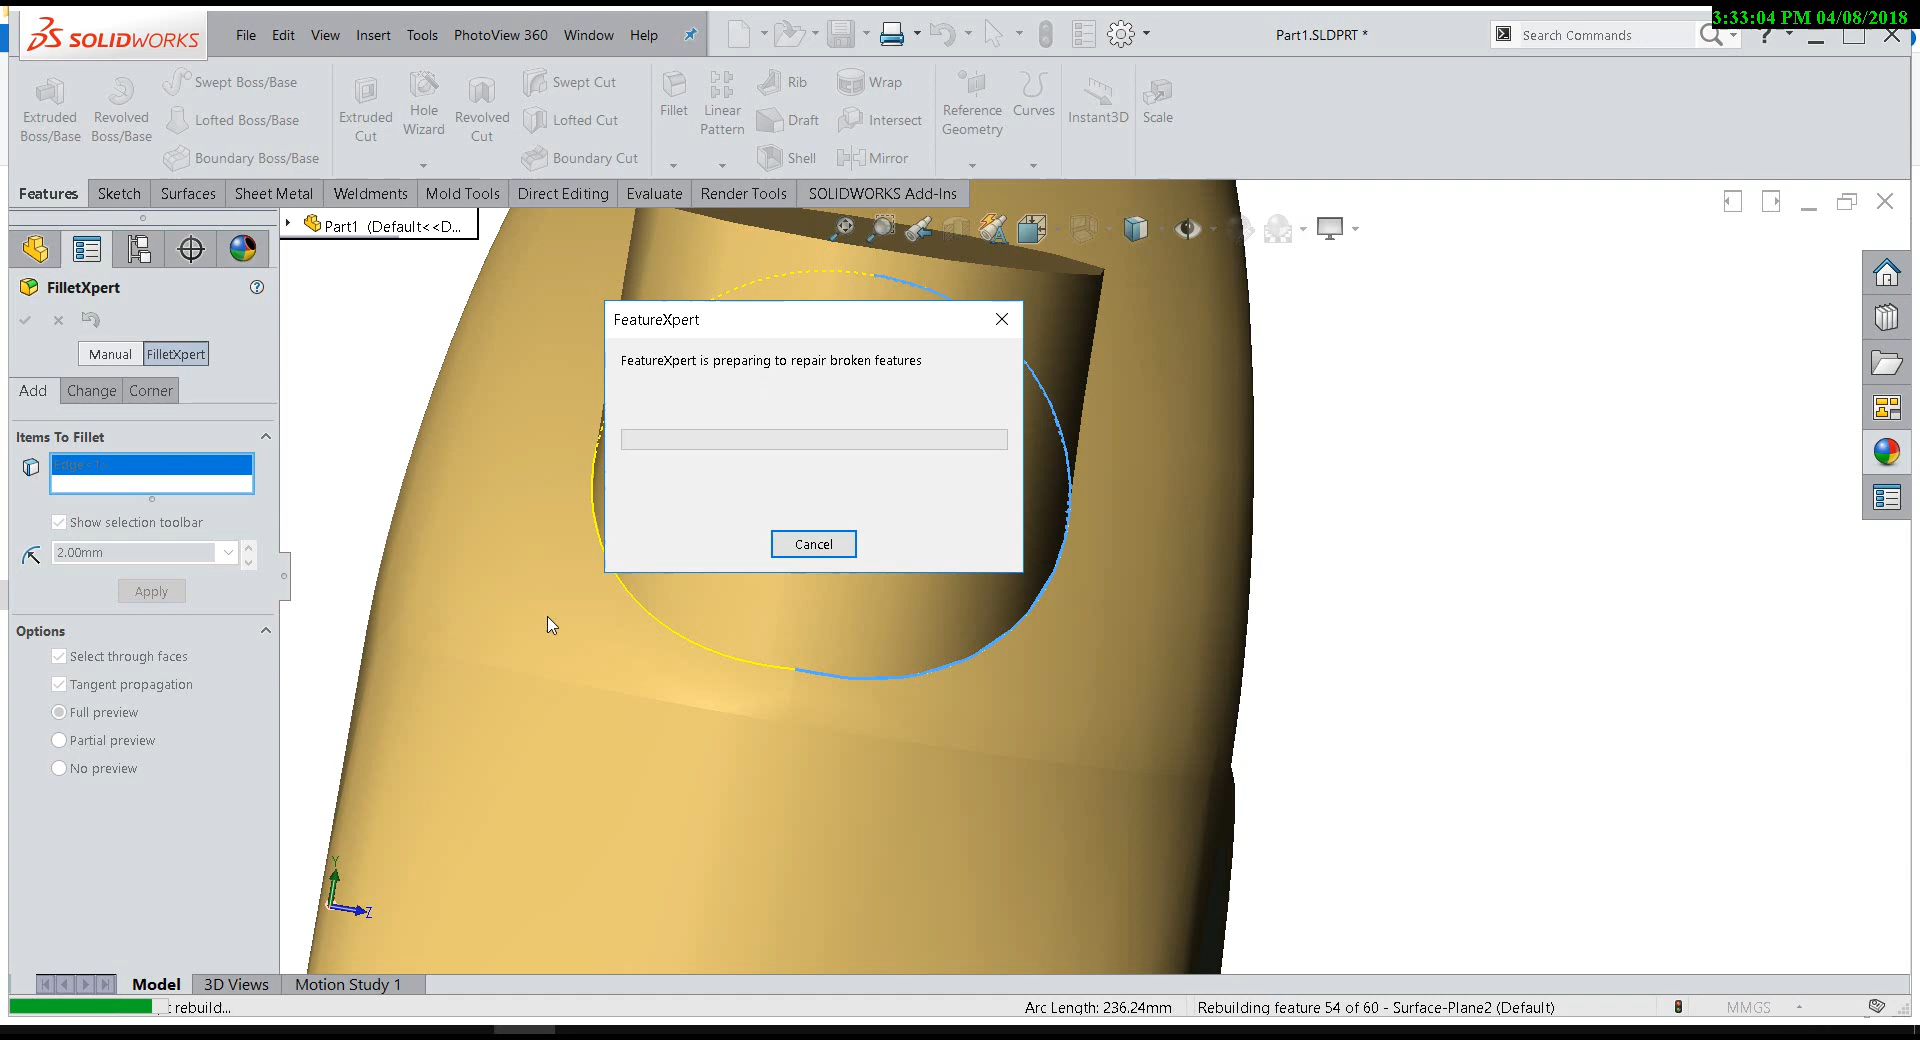 3:33:04 PM 04/08/2018
SOLIDWORKS
File Edit View Insert Tools PhotoView 360 Window Help
Part1.SLDPRT *
Search Commands
Extruded Boss/Base
Revolved Boss/Base
Swept Boss/Base
Lofted Boss/Base
Boundary Boss/Base
Extruded Cut
Hole Wizard
Revolved Cut
Swept Cut
Lofted Cut
Boundary Cut
Fillet
Linear Pattern
Rib
Draft
Shell
Wrap
Intersect
Mirror
Reference Geometry
Curves
Instant3D
Scale
Features Sketch Surfaces Sheet Metal Weldments Mold Tools Direct Editing Evaluate Render Tools SOLIDWORKS Add-Ins
Part1 (Default<<D...
FilletXpert
Manual FilletXpert
Add Change Corner
Items To Fillet
Edge<1>
Show selection toolbar
2.00mm
Apply
Options
Select through faces
Tangent propagation
Full preview
Partial preview
No preview
FeatureXpert
FeatureXpert is preparing to repair broken features
Cancel
Y
Z
Model 3D Views Motion Study 1
rebuild...
Arc Length: 236.24mm
Rebuilding feature 54 of 60 - Surface-Plane2 (Default)
MMGS